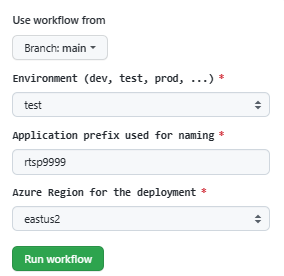 Use workflow from
Branch: main
Environment (dev, test, prod, ...) *
test
Application prefix used for naming *
rtsp9999
Azure Region for the deployment *
eastus2
Run workflow